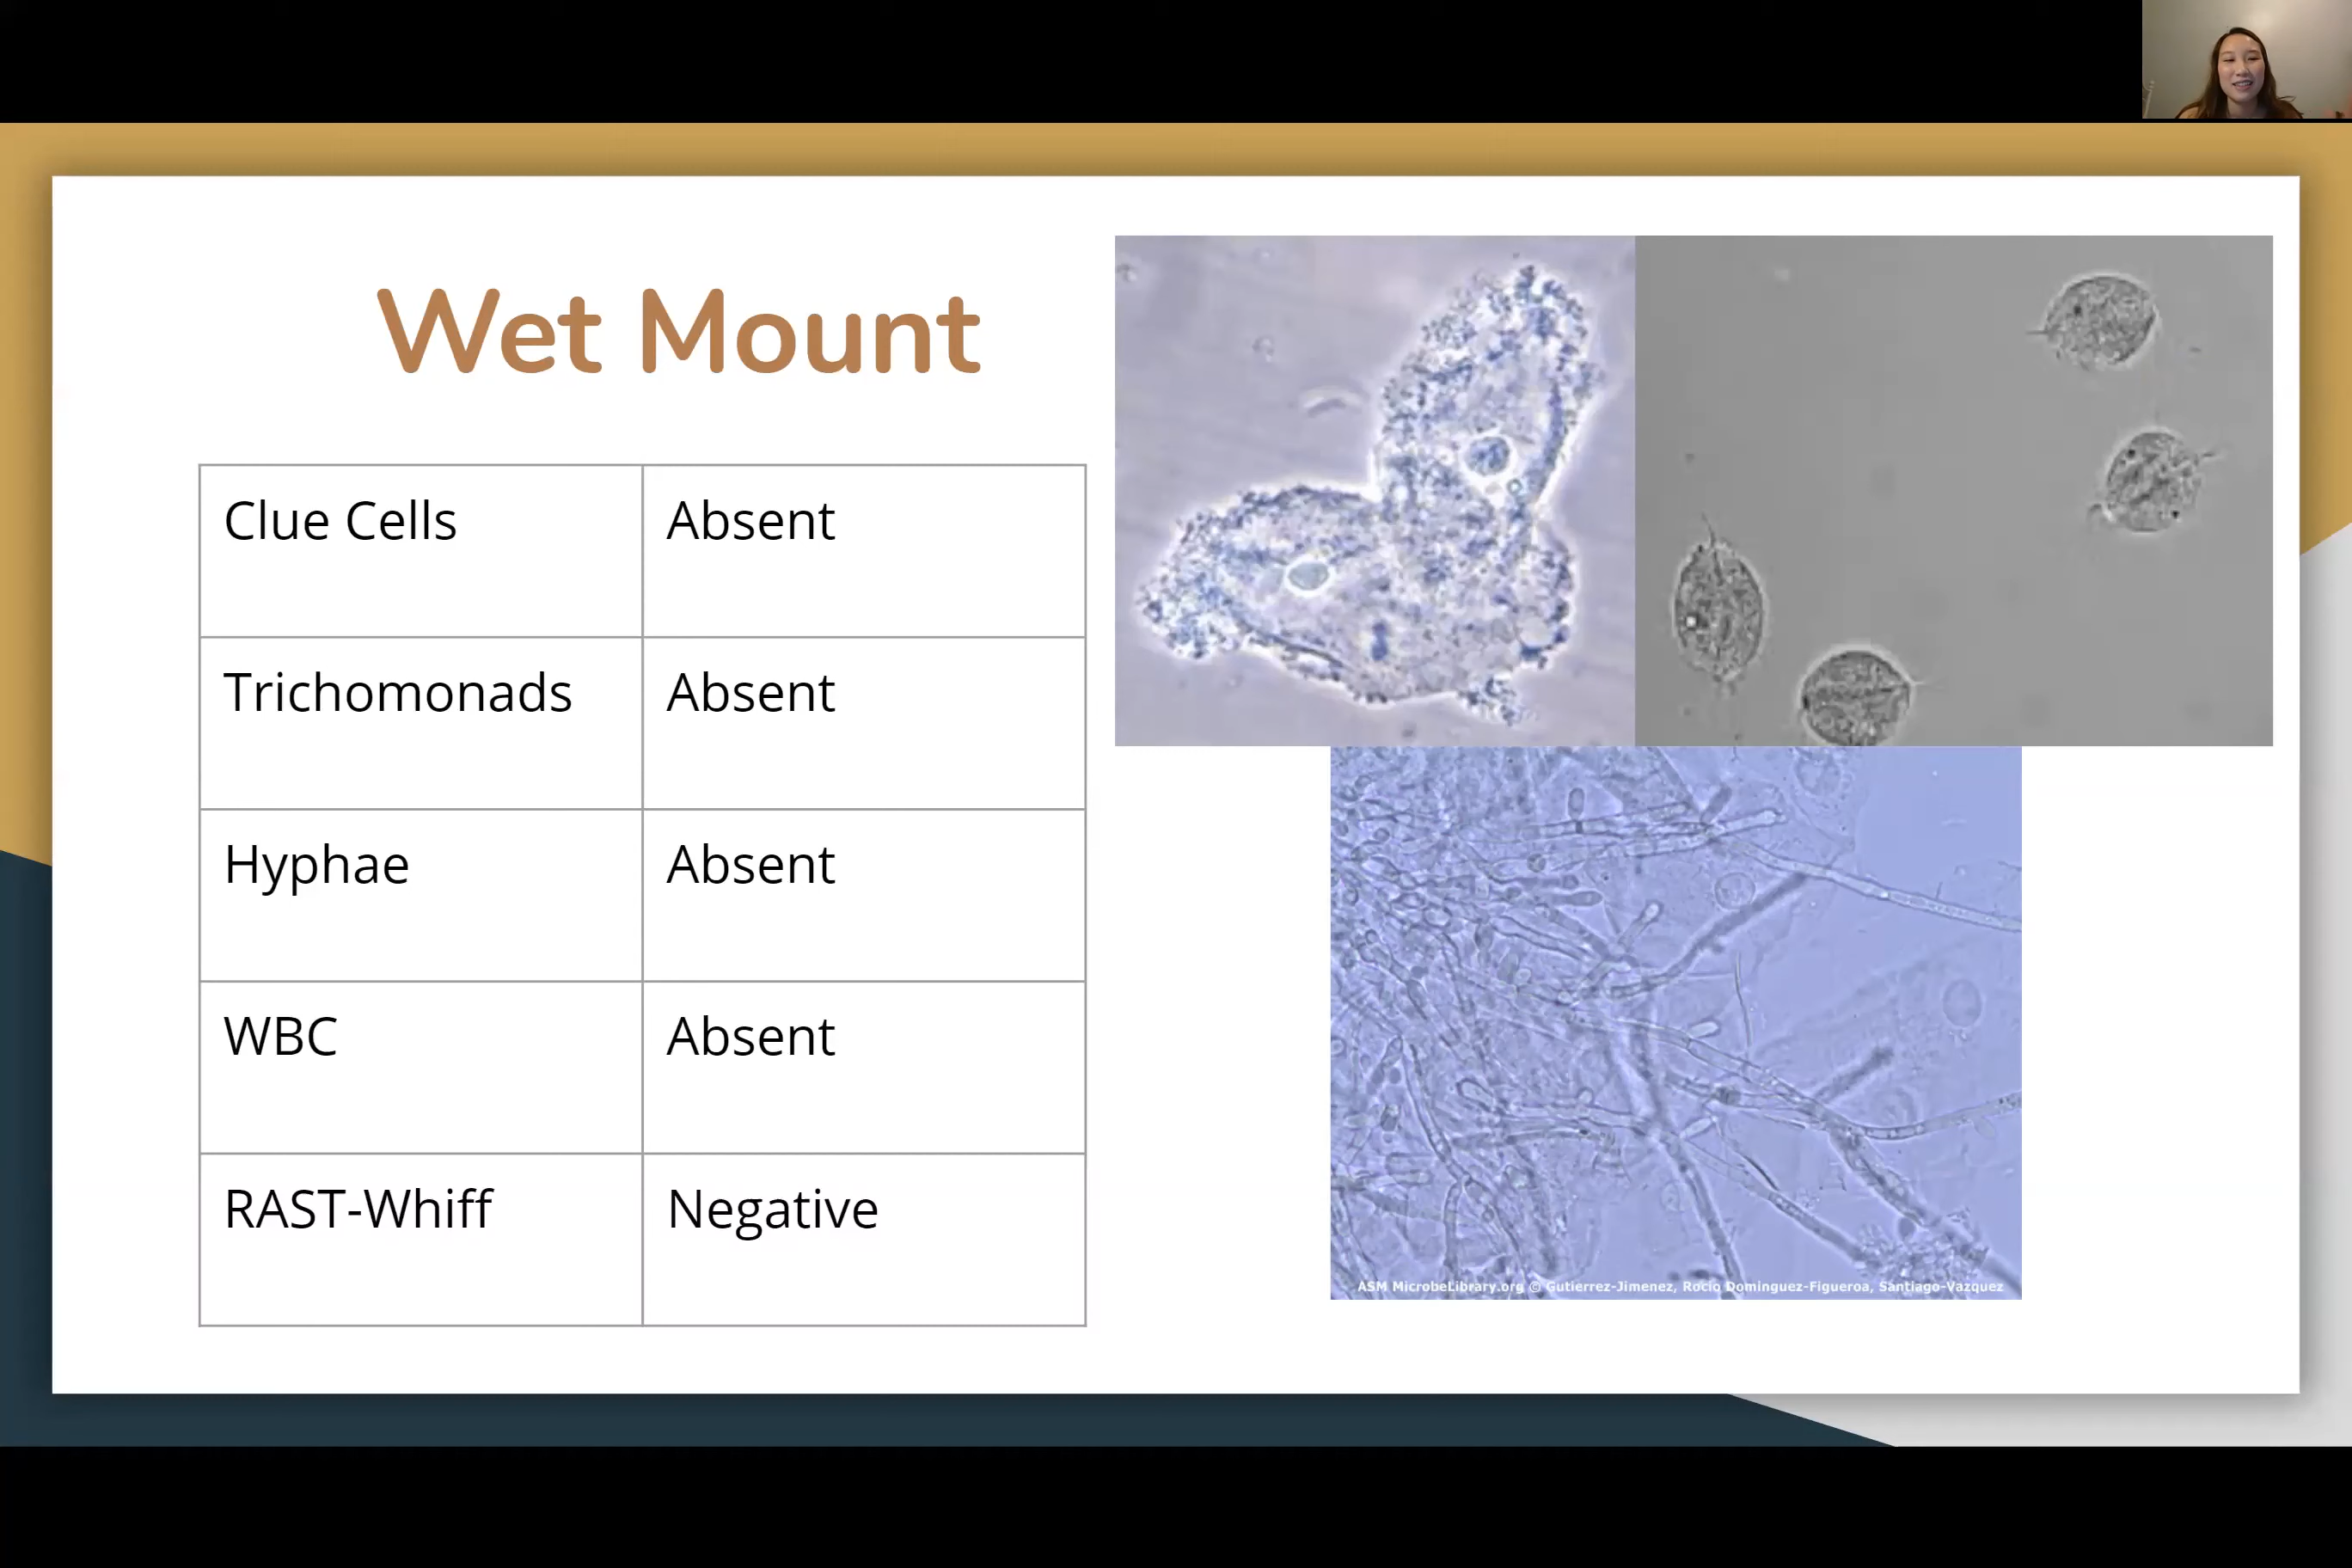 Wet Mount
Clue Cells Absent
Trichomonads Absent
Hyphae Absent
WBC Absent
RAST-Whiff Negative
ASM MicrobeLibrary.org © Gutierrez-Jimenez, Rocio Dominguez-Figueroa, Santiago-Vazquez